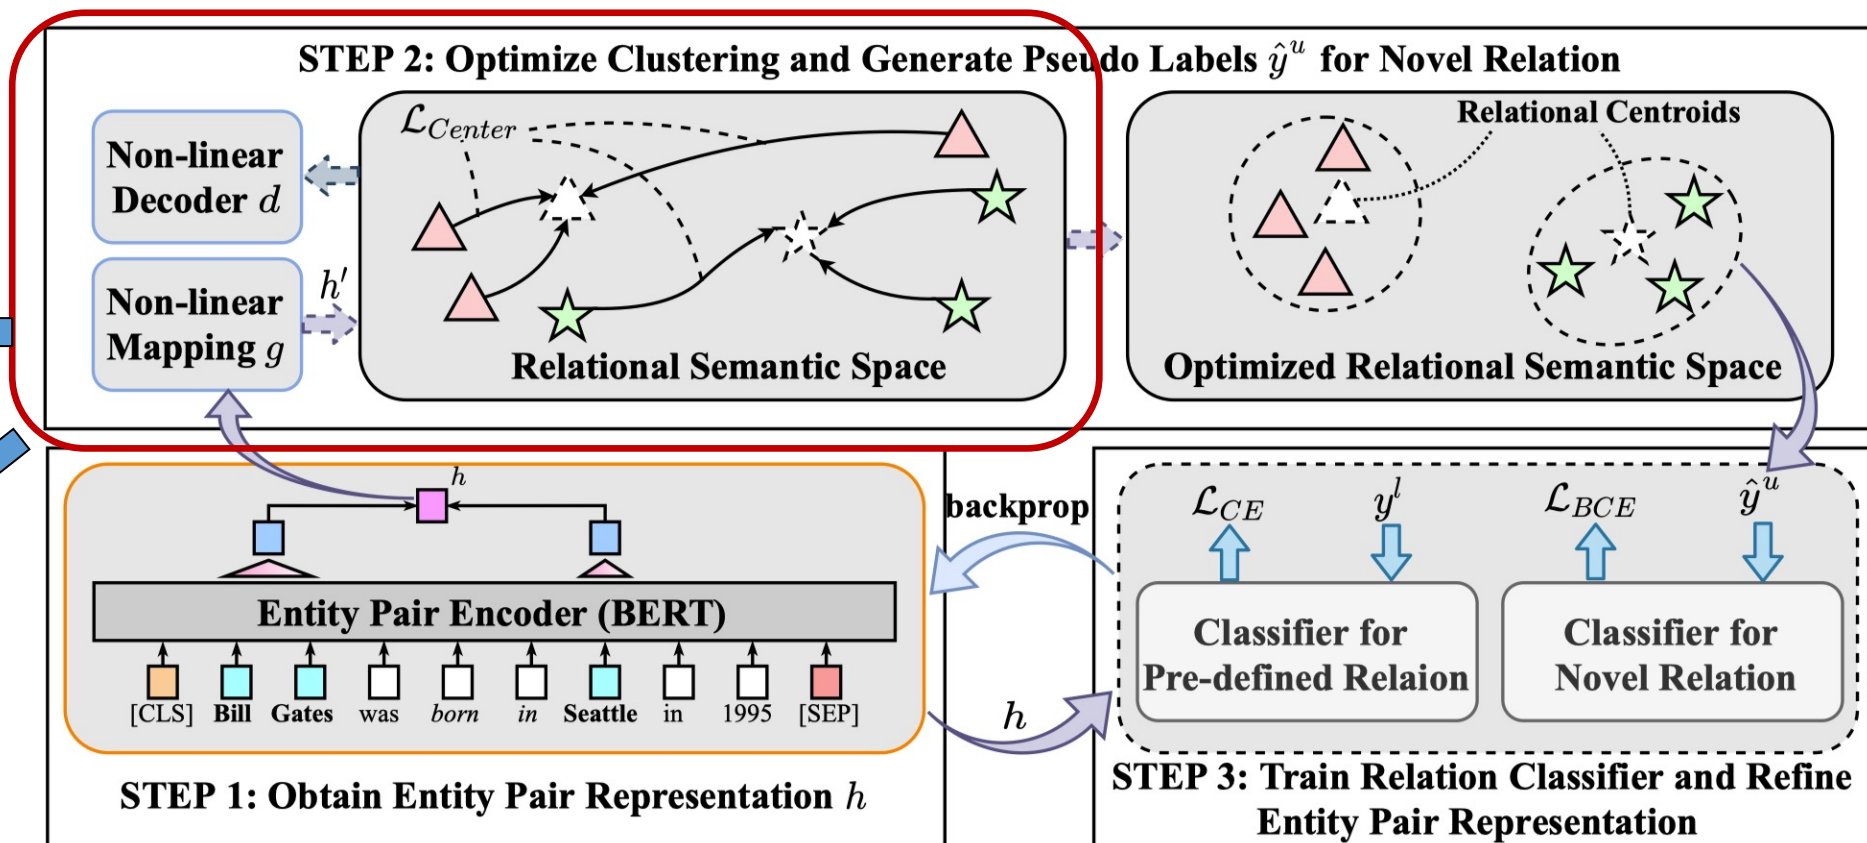 STEP 2: Optimize Clustering and Generate Pseudo Labels ŷᵘ for Novel Relation
Non-linear
Decoder d
ℒ_Center
Relational Centroids
Non-linear
Mapping g
h′
Relational Semantic Space
Optimized Relational Semantic Space
h
Entity Pair Encoder (BERT)
[CLS] Bill Gates was born in Seattle in 1995 [SEP]
STEP 1: Obtain Entity Pair Representation h
backprop
h
ℒ_CE
yˡ
ℒ_BCE
ŷᵘ
Classifier for
Pre-defined Relaion
Classifier for
Novel Relation
STEP 3: Train Relation Classifier and Refine
Entity Pair Representation